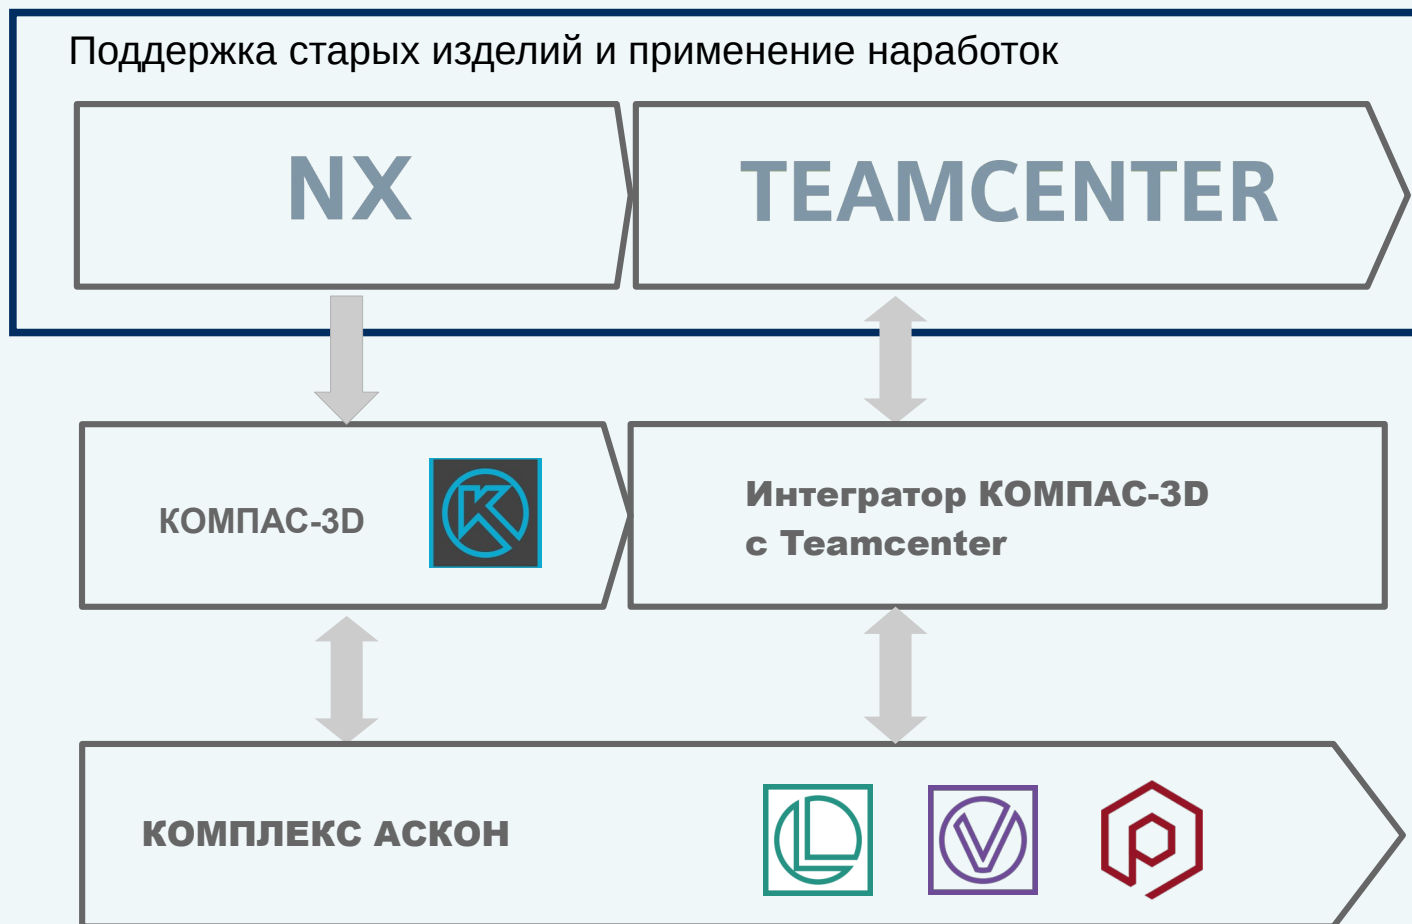 Поддержка старых изделий и применение наработок
NX
TEAMCENTER
КОМПАС-3D
Интегратор КОМПАС-3D
с Teamcenter
КОМПЛЕКС АСКОН